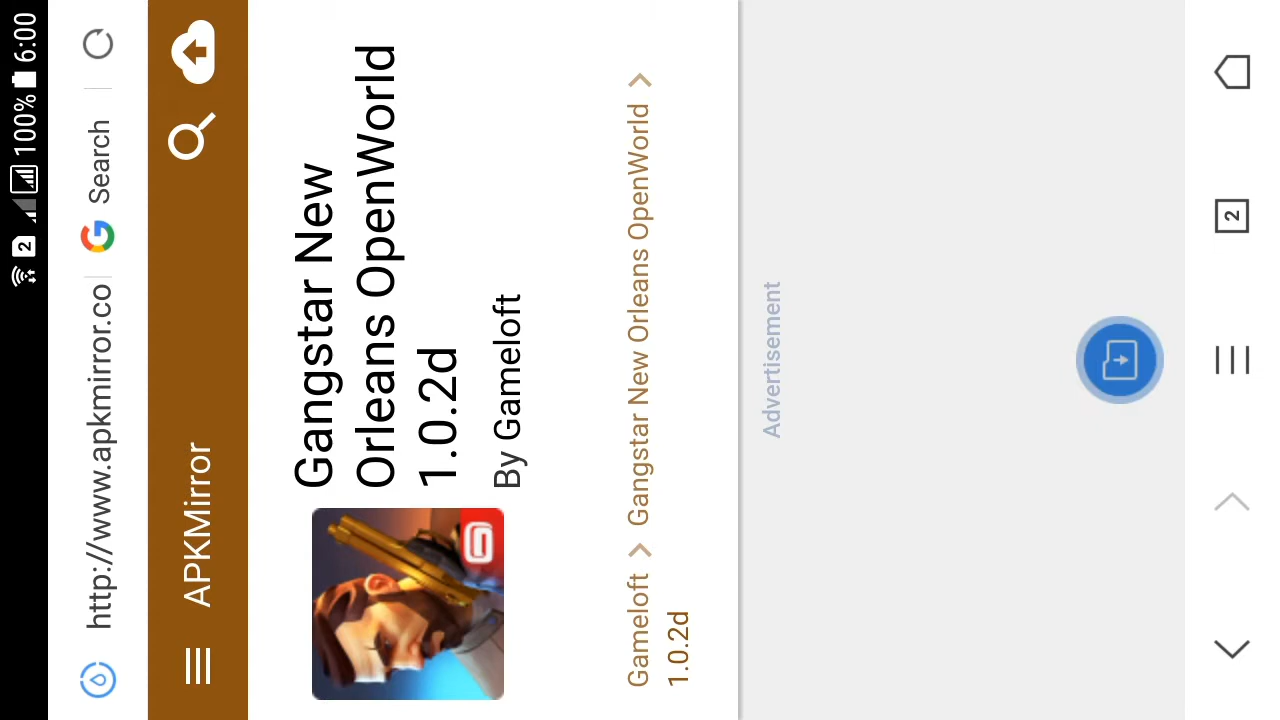 2 100% 6:00
http://www.apkmirror.co Search
APKMirror
Gangstar New
Orleans OpenWorld
1.0.2d
By Gameloft
Gameloft > Gangstar New Orleans OpenWorld >
1.0.2d
Advertisement
2